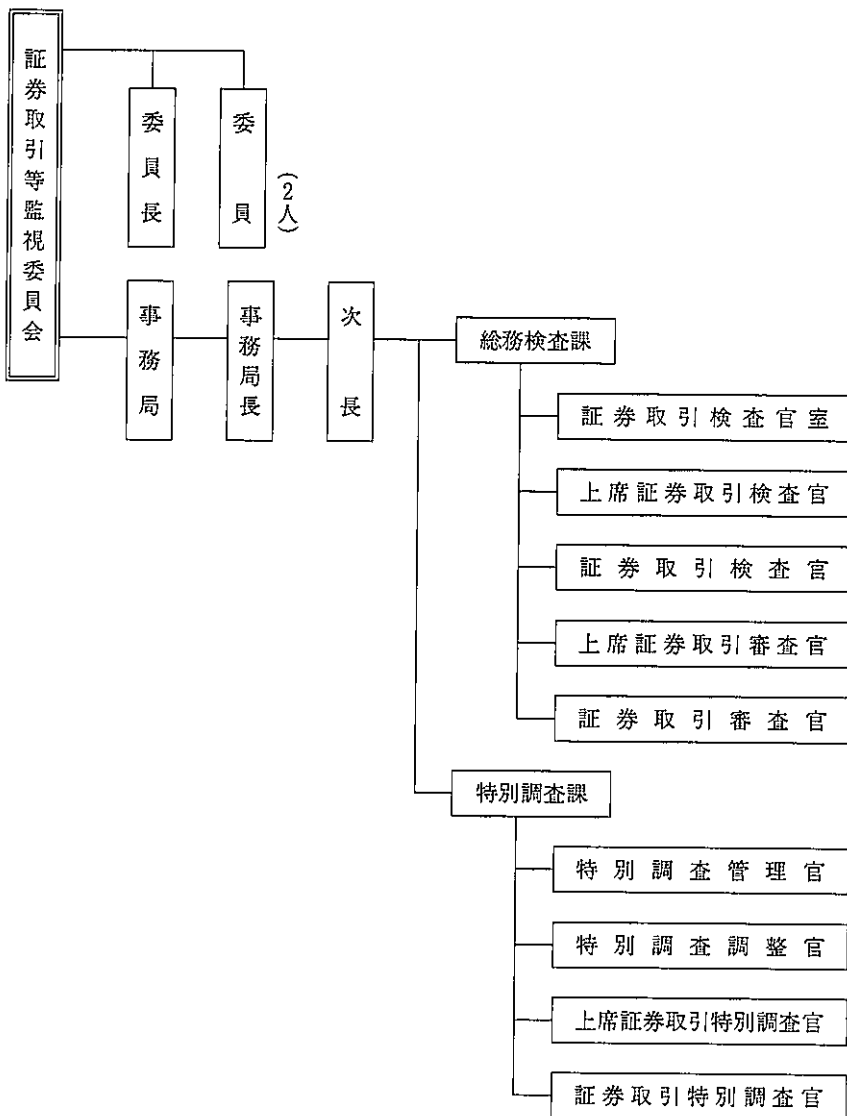 証券取引等監視委員会
委員長
委員
(2人)
事務局
事務局長
次長
総務検査課
証券取引検査官室
上席証券取引検査官
証券取引検査官
上席証券取引審査官
証券取引審査官
特別調査課
特別調査管理官
特別調査調整官
上席証券取引特別調査官
証券取引特別調査官